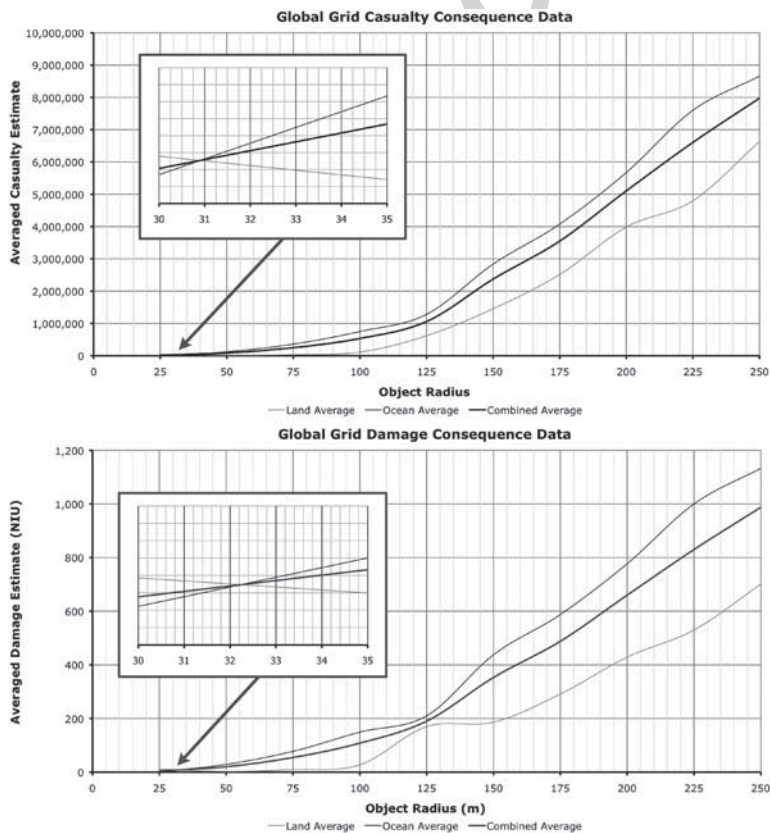 Global Grid Casualty Consequence Data
Averaged Casualty Estimate
10,000,000
9,000,000
8,000,000
7,000,000
6,000,000
5,000,000
4,000,000
3,000,000
2,000,000
1,000,000
0
30 31 32 33 34 35
0 25 50 75 100 125 150 175 200 225 250
Object Radius
Land Average Ocean Average Combined Average
Global Grid Damage Consequence Data
Averaged Damage Estimate (NIU)
1,200
1,000
800
600
400
200
0
30 31 32 33 34 35
0 25 50 75 100 125 150 175 200 225 250
Object Radius (m)
Land Average Ocean Average Combined Average